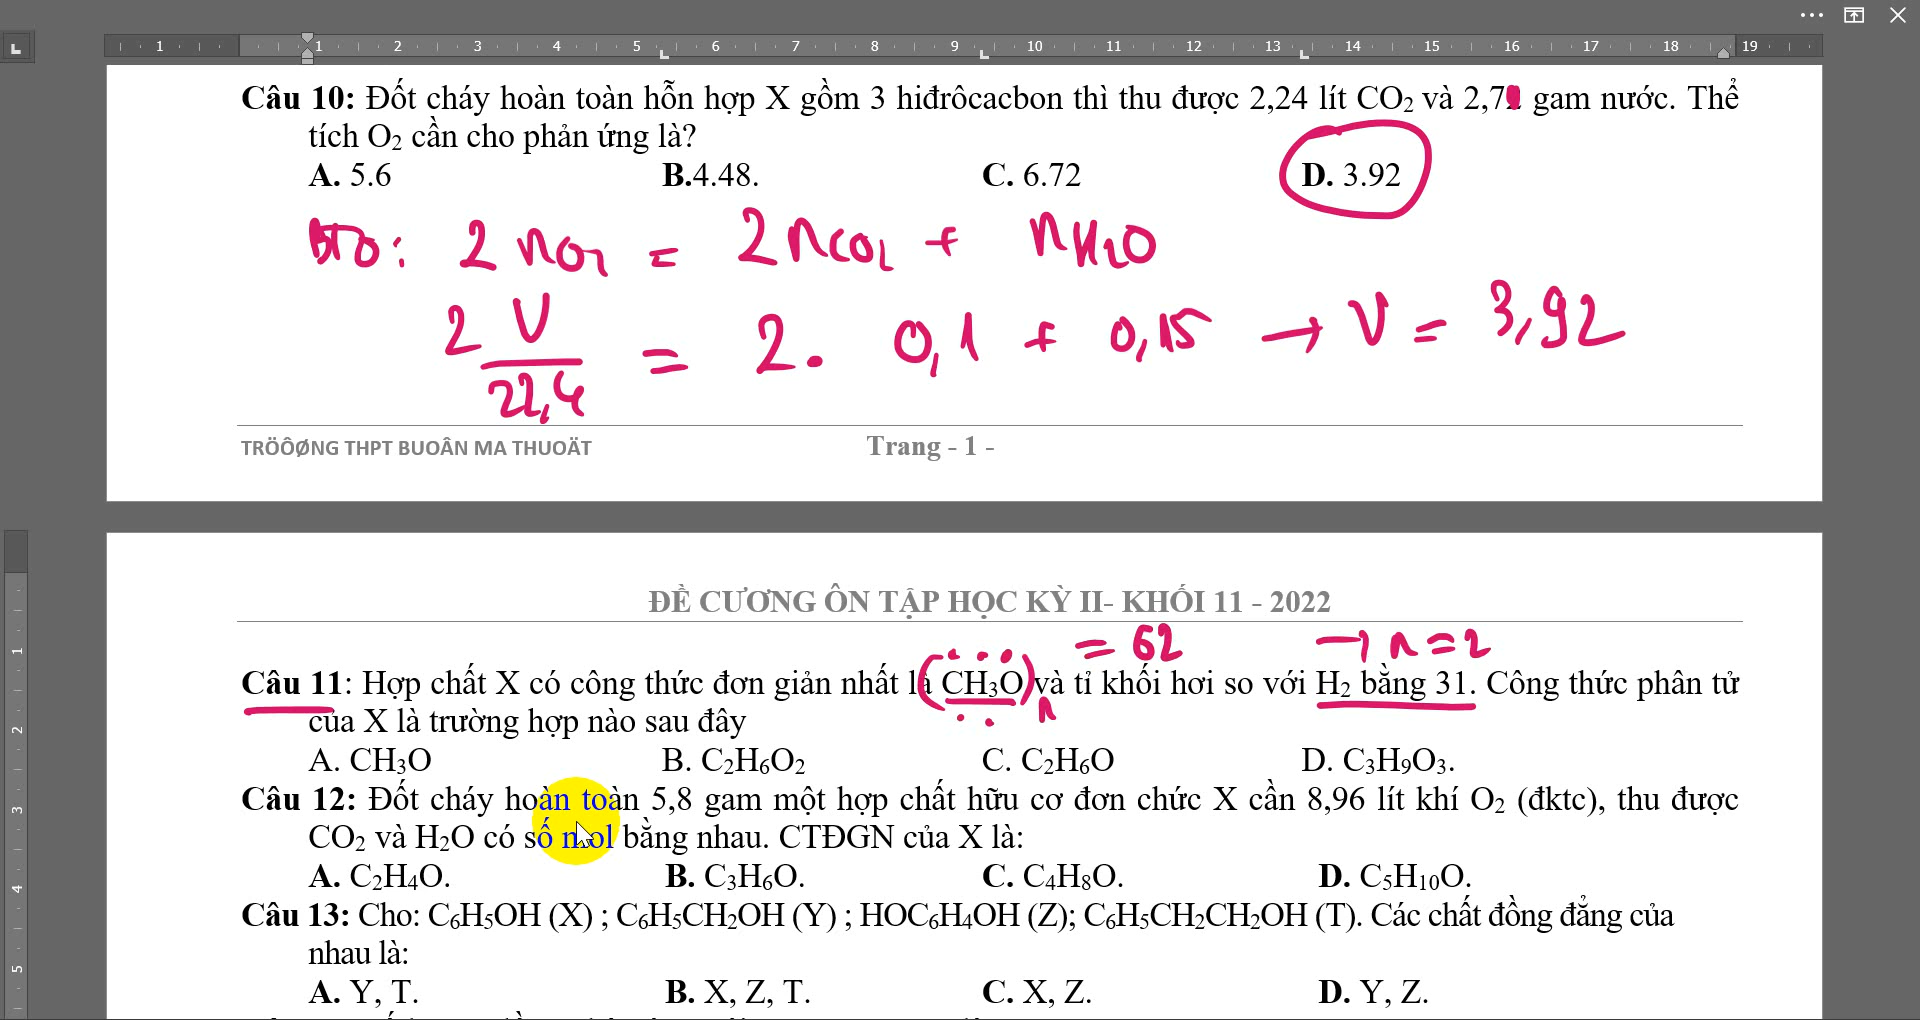 1 1 2 3 4 5 6 7 8 9 10 11 12 13 14 15 16 17 18 19
Câu 10: Đốt cháy hoàn toàn hỗn hợp X gồm 3 hiđrôcacbon thì thu được 2,24 lít CO2 và 2,7 gam nước. Thể
tích O2 cần cho phản ứng là?
A. 5.6 B.4.48. C. 6.72 D. 3.92
BTO: 2 nO2 = 2nCO2 + nH2O
2 V/22,4 = 2. 0,1 + 0,15 → V = 3,92
TRÖÔØNG THPT BUOÂN MA THUOÄT Trang - 1 -
ĐỀ CƯƠNG ÔN TẬP HỌC KỲ II- KHỐI 11 - 2022
= 62 → n = 2
Câu 11: Hợp chất X có công thức đơn giản nhất là (CH3O)n và tỉ khối hơi so với H2 bằng 31. Công thức phân tử
của X là trường hợp nào sau đây
A. CH3O B. C2H6O2 C. C2H6O D. C3H9O3.
Câu 12: Đốt cháy hoàn toàn 5,8 gam một hợp chất hữu cơ đơn chức X cần 8,96 lít khí O2 (đktc), thu được
CO2 và H2O có số mol bằng nhau. CTĐGN của X là:
A. C2H4O. B. C3H6O. C. C4H8O. D. C5H10O.
Câu 13: Cho: C6H5OH (X) ; C6H5CH2OH (Y) ; HOC6H4OH (Z); C6H5CH2CH2OH (T). Các chất đồng đẳng của
nhau là:
A. Y, T. B. X, Z, T. C. X, Z. D. Y, Z.
1
2
3
4
5